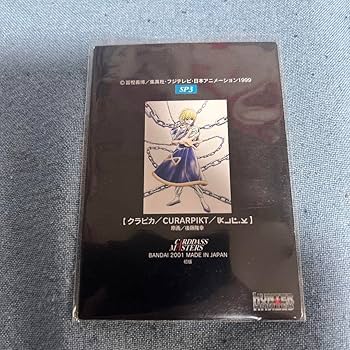 ©冨樫義博/集英社・フジテレビ・日本アニメーション1999
SP3
【 クラピカ/CURARPIKT/
原画/後藤隆幸
CARDDASS
MASTERS
BANDAI 2001 MADE IN JAPAN
初版
HUNTER